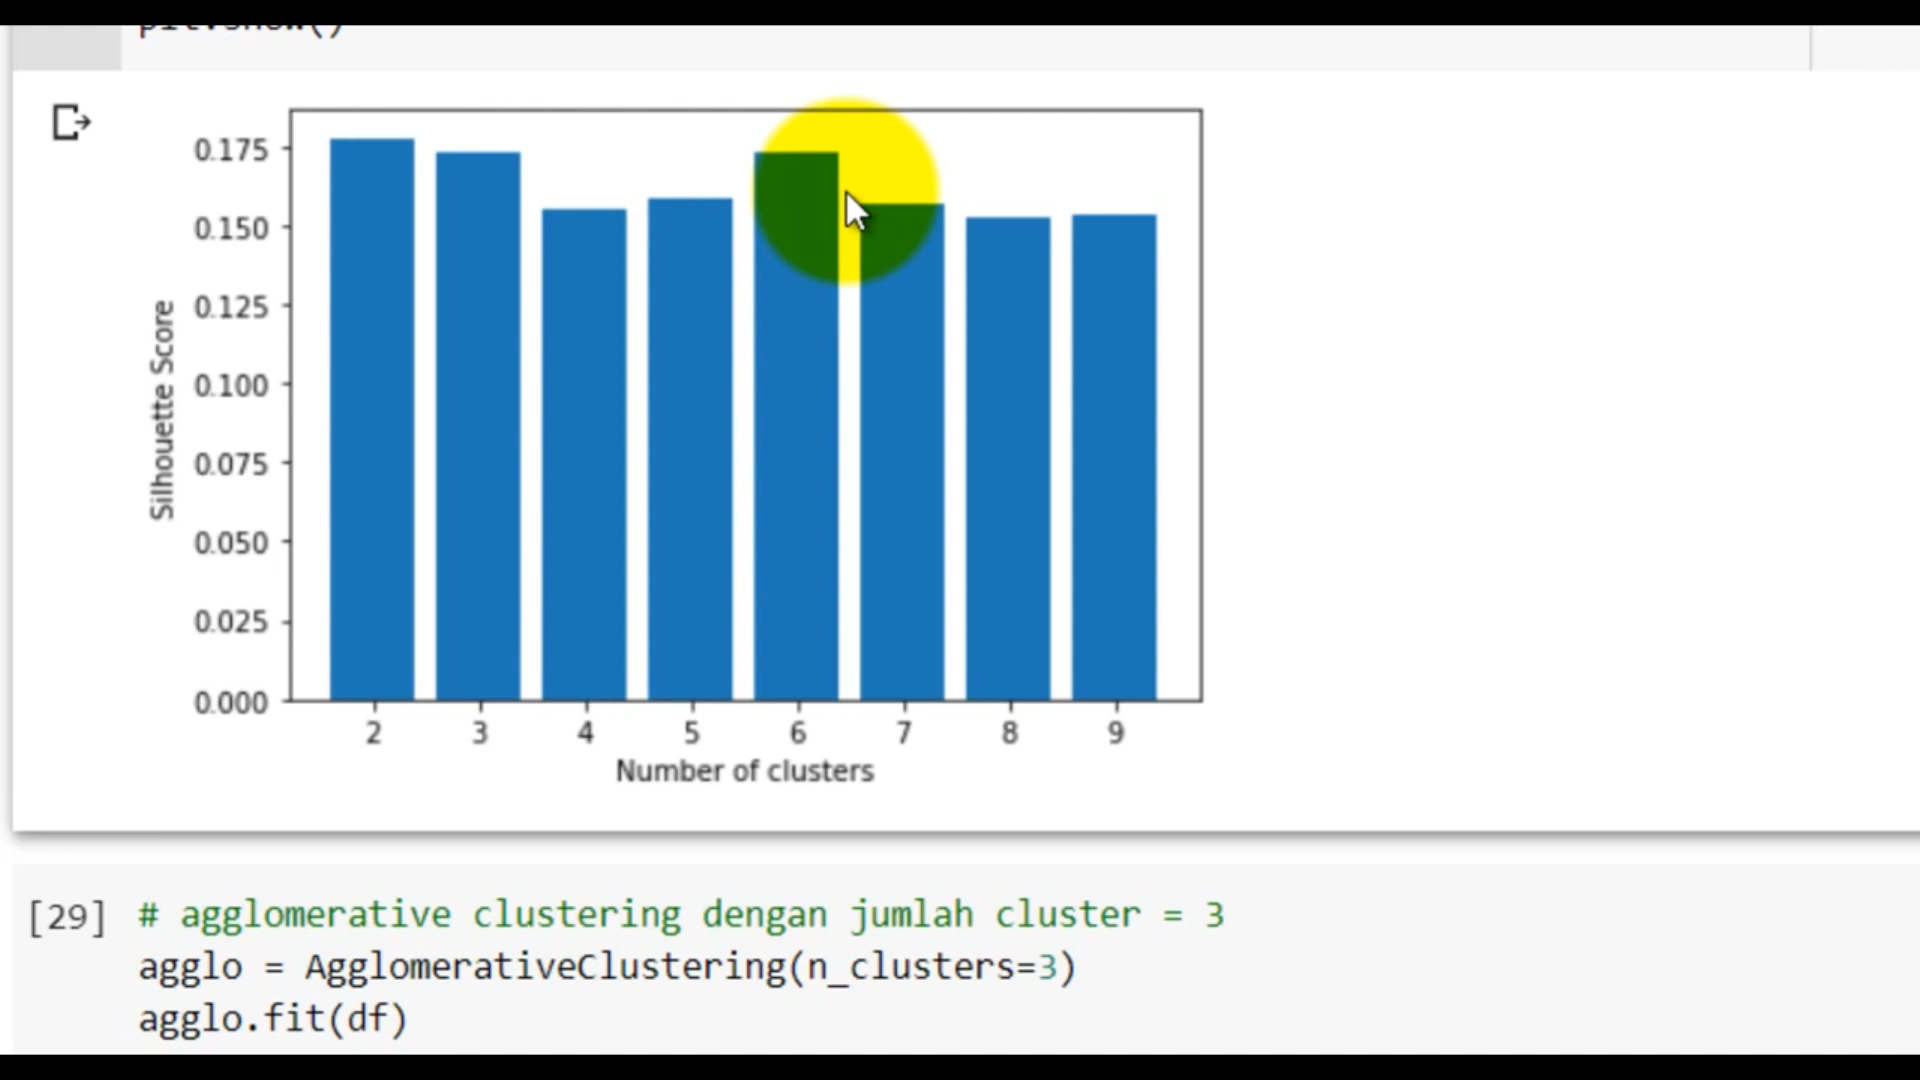 plt.show()
0.175
0.150
0.125
0.100
0.075
0.050
0.025
0.000
Silhouette Score
2 3 4 5 6 7 8 9
Number of clusters
[29] # agglomerative clustering dengan jumlah cluster = 3
agglo = AgglomerativeClustering(n_clusters=3)
agglo.fit(df)